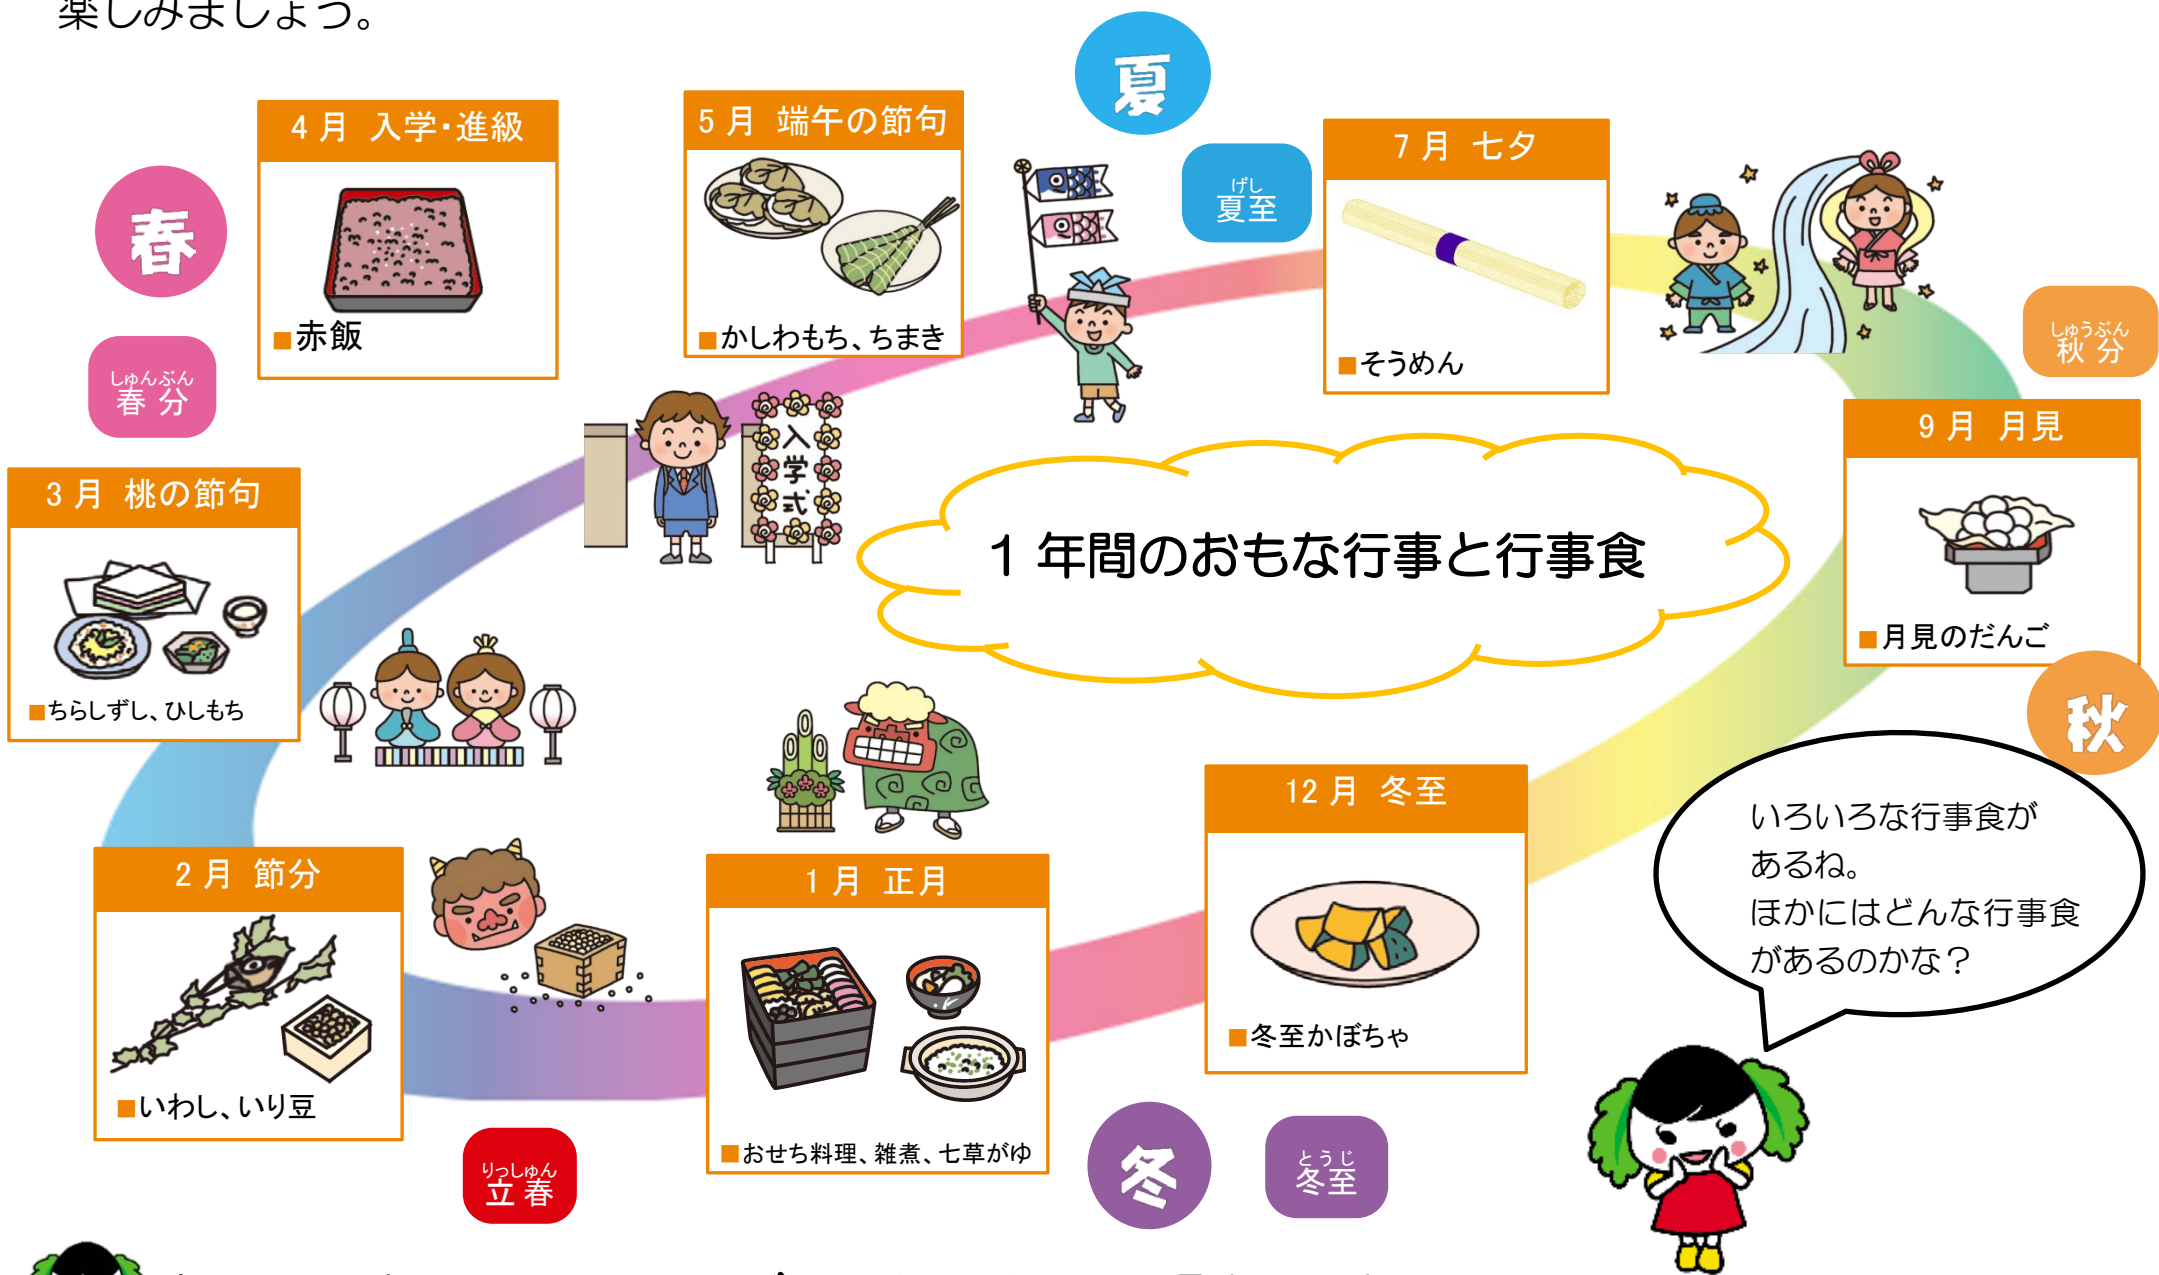 楽しみましょう。
夏
4月 入学・進級
■赤飯
5月 端午の節句
■かしわもち、ちまき
げし
夏至
7月 七夕
■そうめん
春
しゅんぶん
春分
しゅうぶん
秋分
入学式
3月 桃の節句
■ちらしずし、ひしもち
1年間のおもな行事と行事食
9月 月見
■月見のだんご
秋
2月 節分
■いわし、いり豆
1月 正月
■おせち料理、雑煮、七草がゆ
12月 冬至
■冬至かぼちゃ
いろいろな行事食が
あるね。
ほかにはどんな行事食
があるのかな？
りっしゅん
立春
冬
とうじ
冬至